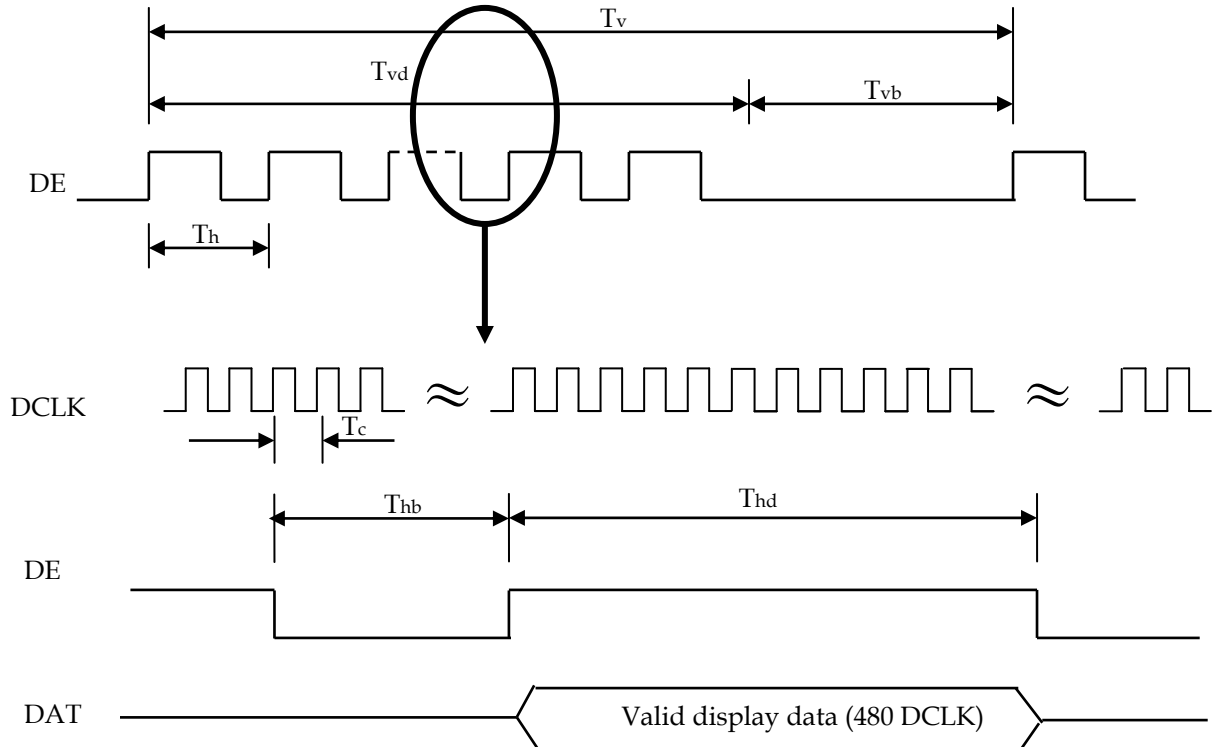 Tv
Tvd
Tvb
DE
Th
DCLK
≈
≈
Tc
Thb
Thd
DE
DAT
Valid display data (480 DCLK)